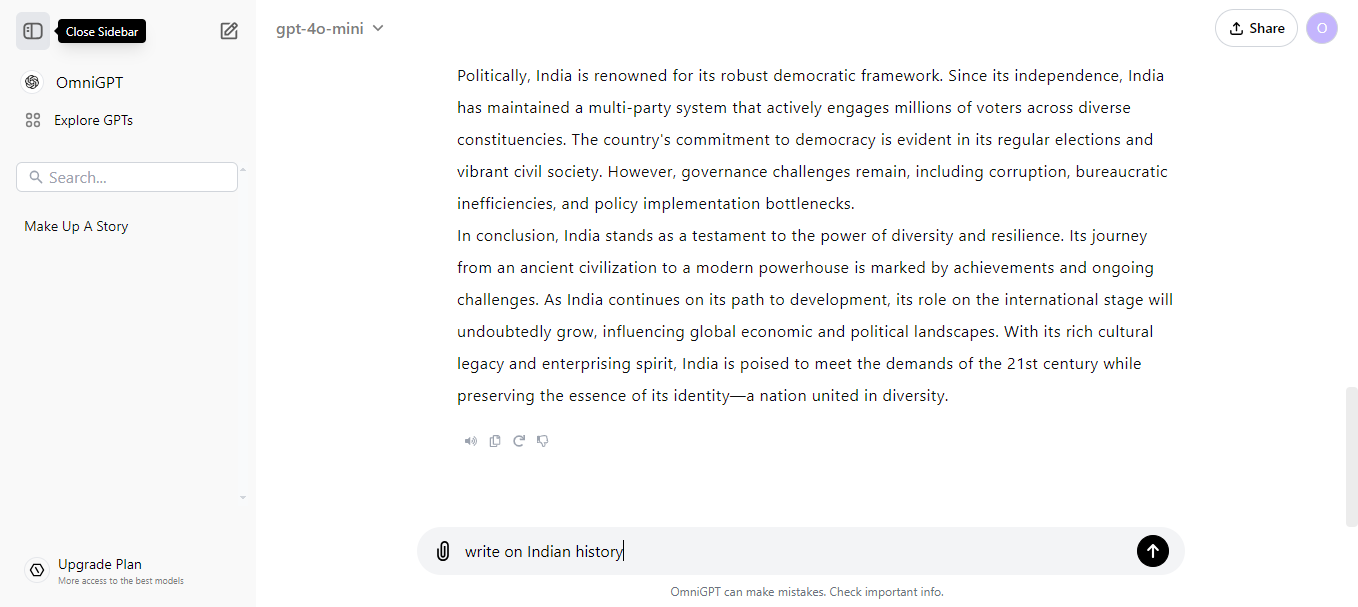 Close Sidebar
OmniGPT
Explore GPTs
Search...
Make Up A Story
Upgrade Plan
More access to the best models
gpt-4o-mini
Share
O
Politically, India is renowned for its robust democratic framework. Since its independence, India
has maintained a multi-party system that actively engages millions of voters across diverse
constituencies. The country's commitment to democracy is evident in its regular elections and
vibrant civil society. However, governance challenges remain, including corruption, bureaucratic
inefficiencies, and policy implementation bottlenecks.
In conclusion, India stands as a testament to the power of diversity and resilience. Its journey
from an ancient civilization to a modern powerhouse is marked by achievements and ongoing
challenges. As India continues on its path to development, its role on the international stage will
undoubtedly grow, influencing global economic and political landscapes. With its rich cultural
legacy and enterprising spirit, India is poised to meet the demands of the 21st century while
preserving the essence of its identity—a nation united in diversity.
write on Indian history
OmniGPT can make mistakes. Check important info.